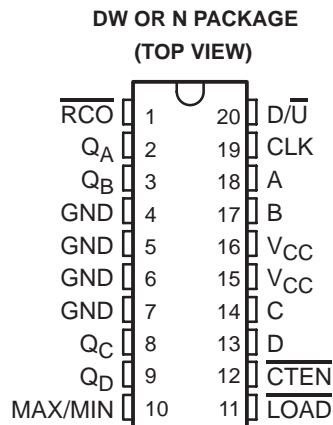 DW OR N PACKAGE
(TOP VIEW)
RCO 1 20 D/U
QA 2 19 CLK
QB 3 18 A
GND 4 17 B
GND 5 16 VCC
GND 6 15 VCC
GND 7 14 C
QC 8 13 D
QD 9 12 CTEN
MAX/MIN 10 11 LOAD